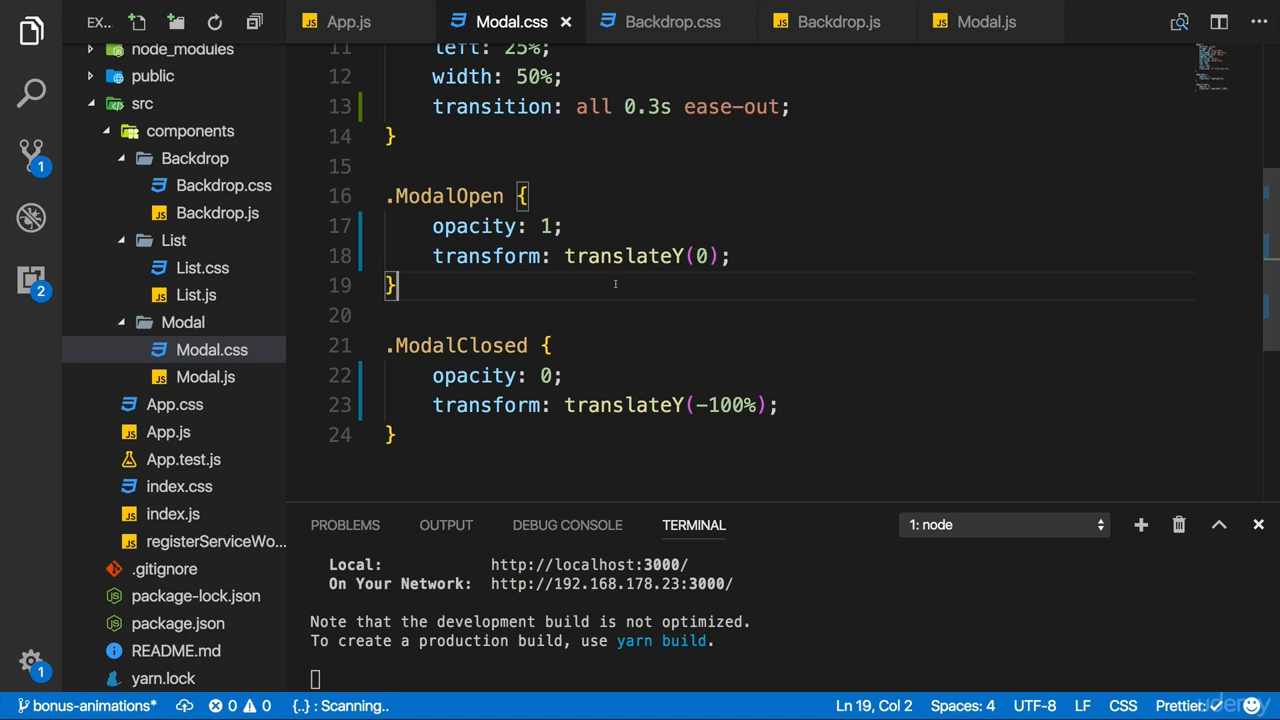 EX...
App.js
Modal.css
Backdrop.css
Backdrop.js
Modal.js
node_modules
public
src
components
Backdrop
Backdrop.css
Backdrop.js
List
List.css
List.js
Modal
Modal.css
Modal.js
App.css
App.js
App.test.js
index.css
index.js
registerServiceWo...
.gitignore
package-lock.json
package.json
README.md
yarn.lock
1
2
1
11 left: 25%;
12 width: 50%;
13 transition: all 0.3s ease-out;
14 }
15
16 .ModalOpen {
17 opacity: 1;
18 transform: translateY(0);
19 }
20
21 .ModalClosed {
22 opacity: 0;
23 transform: translateY(-100%);
24 }
PROBLEMS OUTPUT DEBUG CONSOLE TERMINAL 1: node
Local: http://localhost:3000/
On Your Network: http://192.168.178.23:3000/
Note that the development build is not optimized.
To create a production build, use yarn build.
bonus-animations* 0 0 {..} : Scanning.. Ln 19, Col 2 Spaces: 4 UTF-8 LF CSS Prettier: ✓
udemy